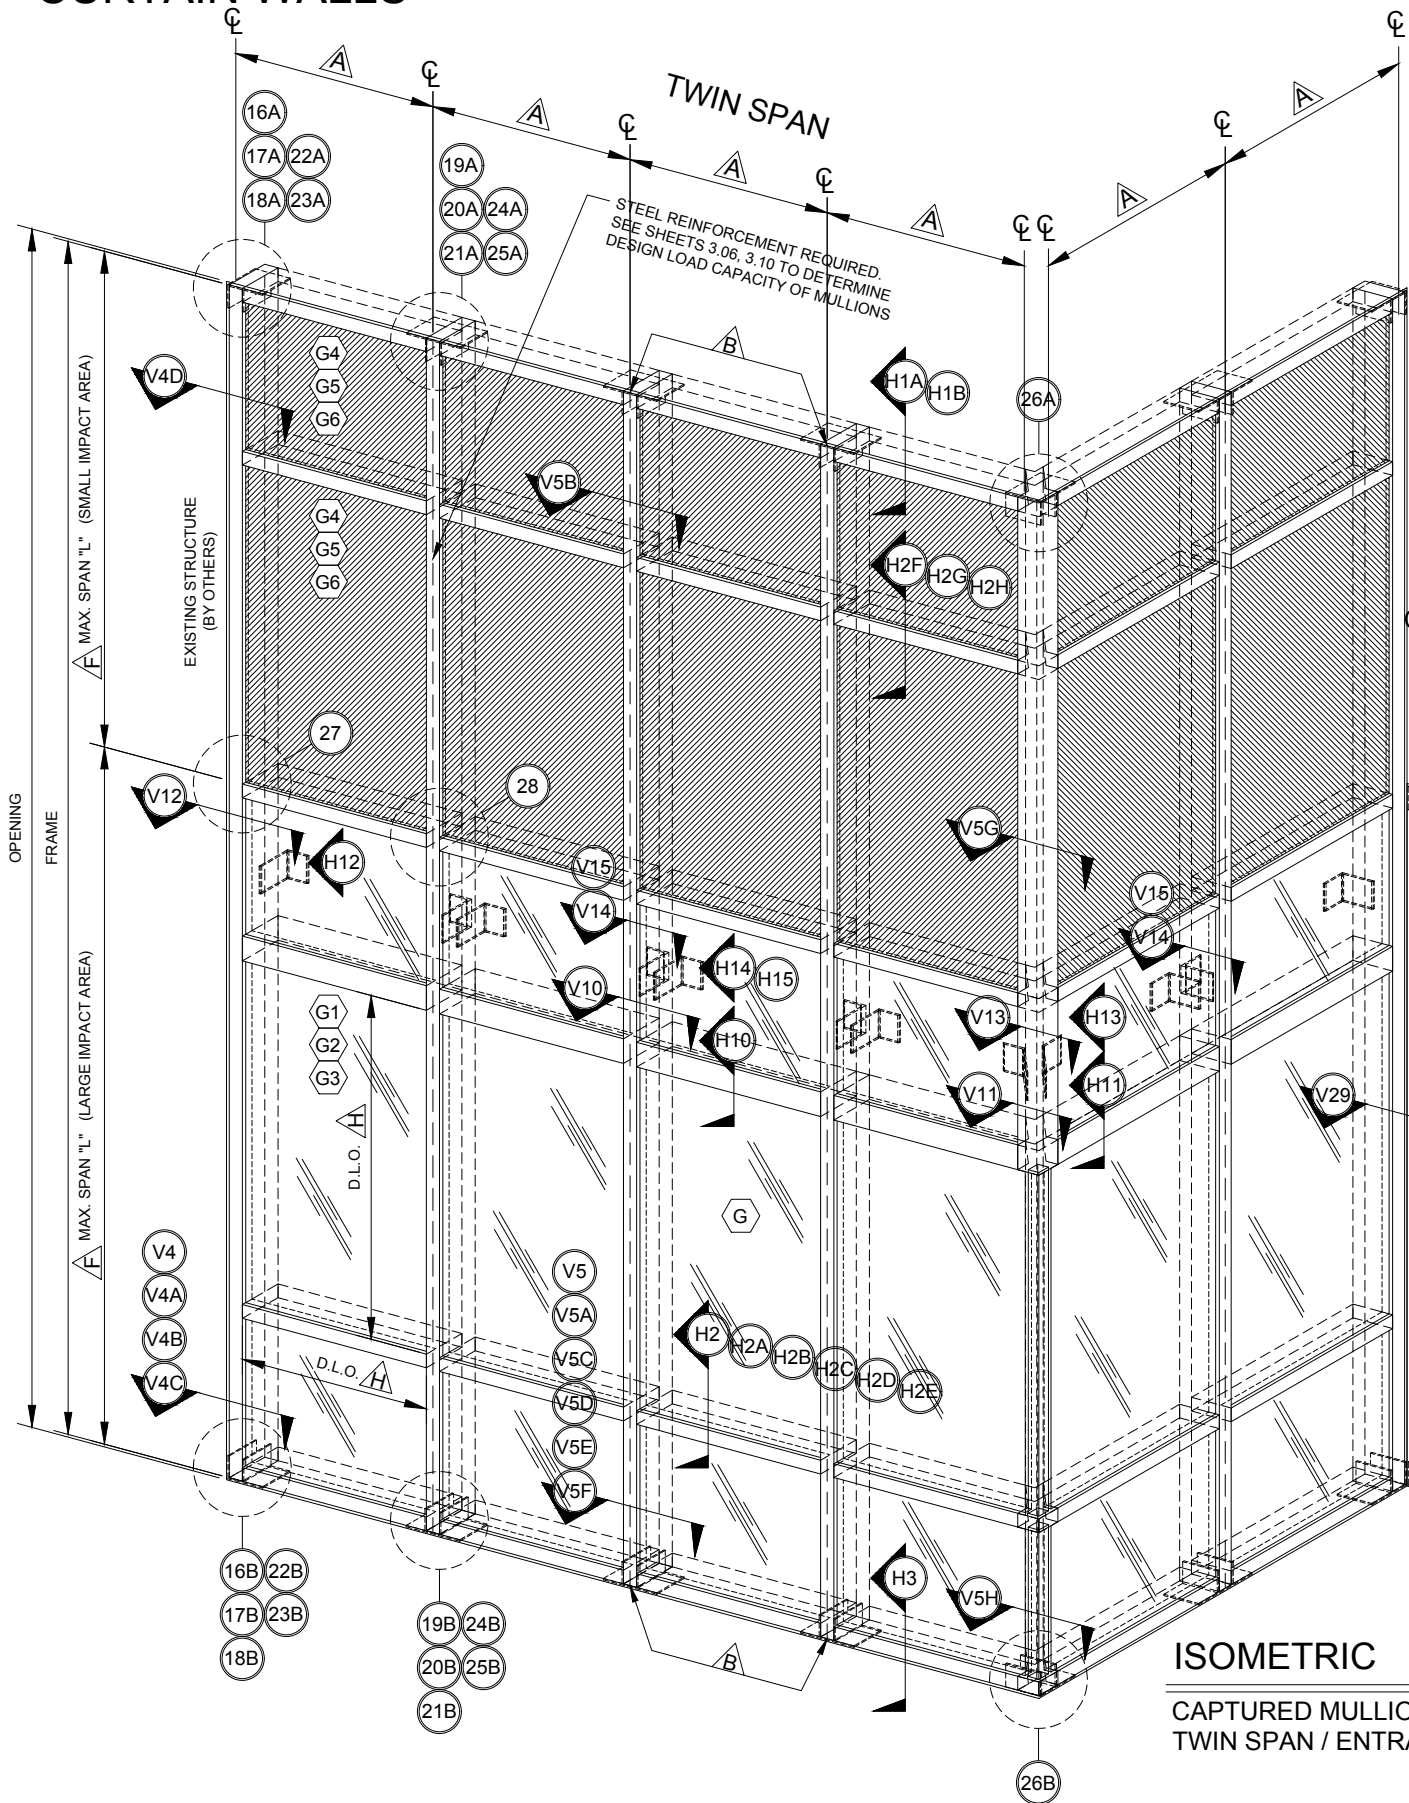 TWIN SPAN
℄
℄
℄
℄
℄ ℄
℄
℄
A
A
A
A
A
A
16A
17A 22A
18A 23A
19A
20A 24A
21A 25A
STEEL REINFORCEMENT REQUIRED.
SEE SHEETS 3.06, 3.10 TO DETERMINE
DESIGN LOAD CAPACITY OF MULLIONS
B
H1A H1B
26A
V4D
G4
G5
G6
V5B
G4
G5
G6
H2F H2G H2H
OPENING
FRAME
F MAX. SPAN "L" (SMALL IMPACT AREA)
EXISTING STRUCTURE
(BY OTHERS)
27
28
V12
H12
V15
V14
V5G
V15
V14
H14 H15
V10
H10
V13
H13
V11
H11
V29
F MAX. SPAN "L" (LARGE IMPACT AREA)
G1
G2
G3
D.L.O. H
G
V4
V4A
V4B
V4C
D.L.O. H
V5
V5A
V5C
V5D
V5E
V5F
H2 H2A H2B H2C H2D H2E
H3
V5H
16B 22B
17B 23B
18B
19B 24B
20B 25B
21B
B
26B
ISOMETRIC
CAPTURED
TWIN SPAN /